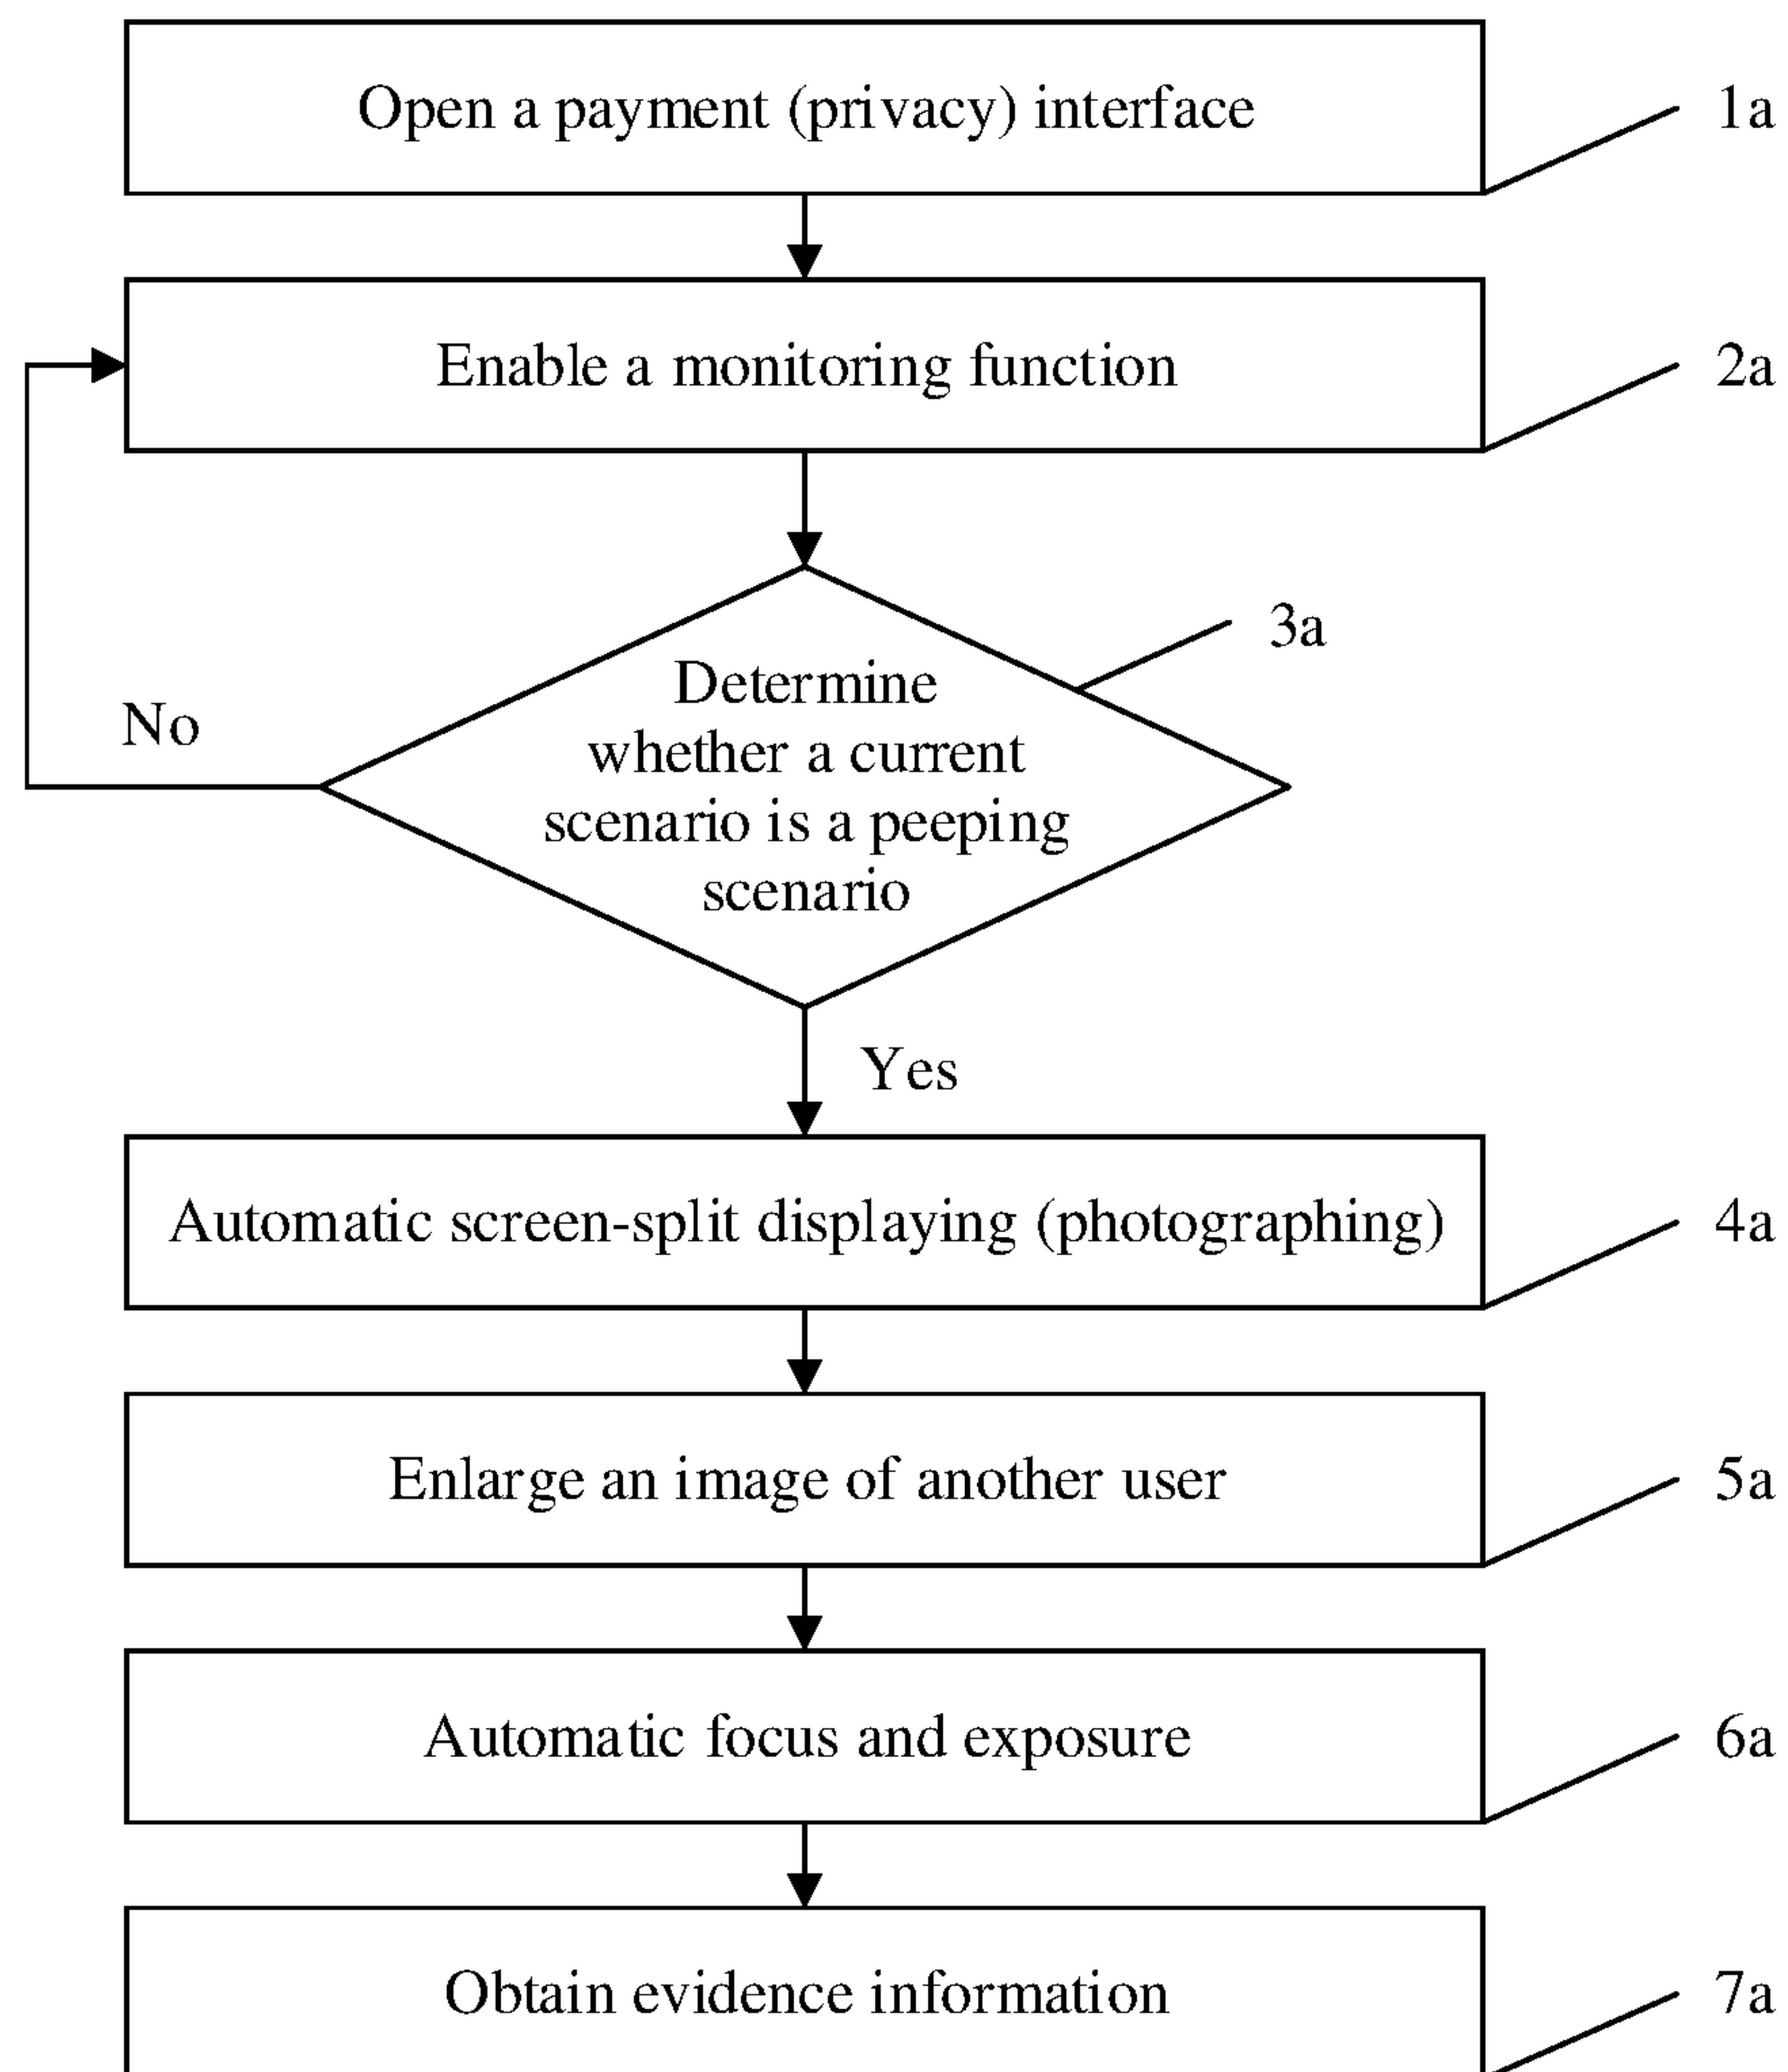 Open a payment (privacy) interface
1a
Enable a monitoring function
2a
3a
Determine
whether a current
scenario is a peeping
scenario
No
Yes
Automatic screen-split displaying (photographing)
4a
Enlarge an image of another user
5a
Automatic focus and exposure
6a
Obtain evidence information
7a